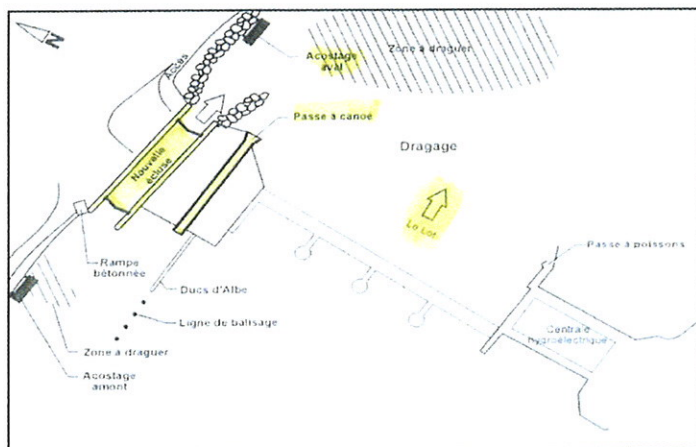 N
Accès
Acostage
aval
Zone à draguer
Passe à canoë
Dragage
Nouvelle
écluse
Le Lot
Passe à poissons
Rampe
bétonnée
Ducs d'Albe
Ligne de balisage
Centrale
hydroélectrique
Zone à draguer
Acostage
amont